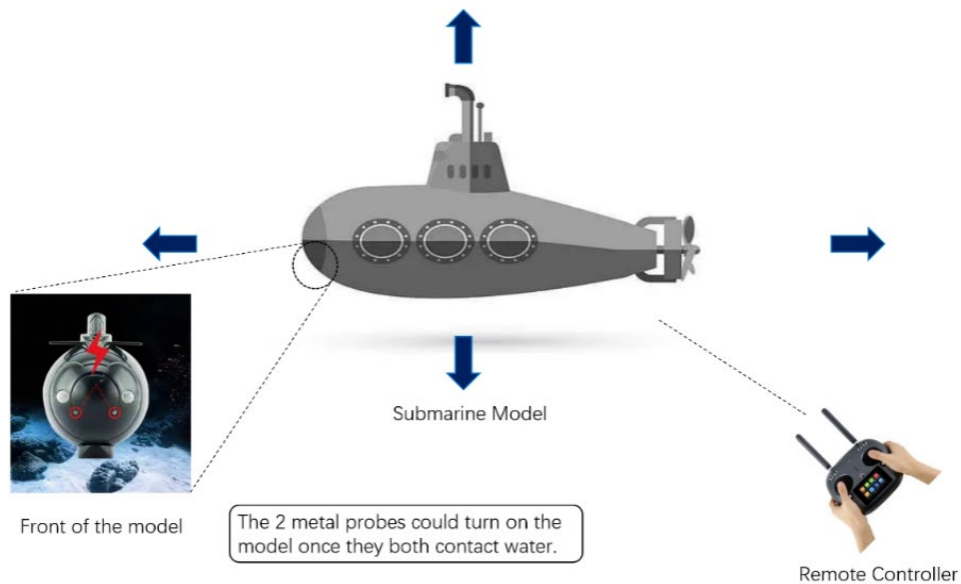 Submarine Model
Front of the model
The 2 metal probes could turn on the
model once they both contact water.
Remote Controller